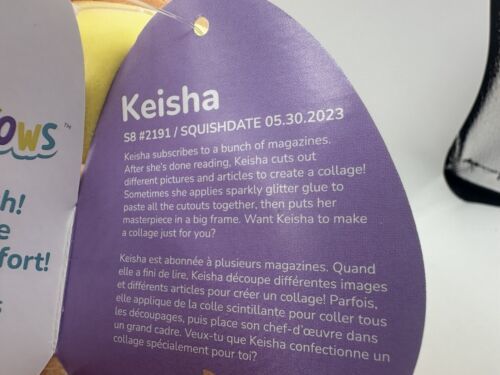 ows™
h!
e
fort!
s
Keisha
S8 #2191 / SQUISHDATE 05.30.2023
Keisha subscribes to a bunch of magazines.
After she's done reading, Keisha cuts out
different pictures and articles to create a collage!
Sometimes she applies sparkly glitter glue to
paste all the cutouts together, then puts her
masterpiece in a big frame. Want Keisha to make
a collage just for you?
Keisha est abonnée à plusieurs magazines. Quand
elle a fini de lire, Keisha découpe différentes images
et différents articles pour créer un collage! Parfois,
elle applique de la colle scintillante pour coller tous
les découpages, puis place son chef-d'œuvre dans
un grand cadre. Veux-tu que Keisha confectionne un
collage spécialement pour toi?